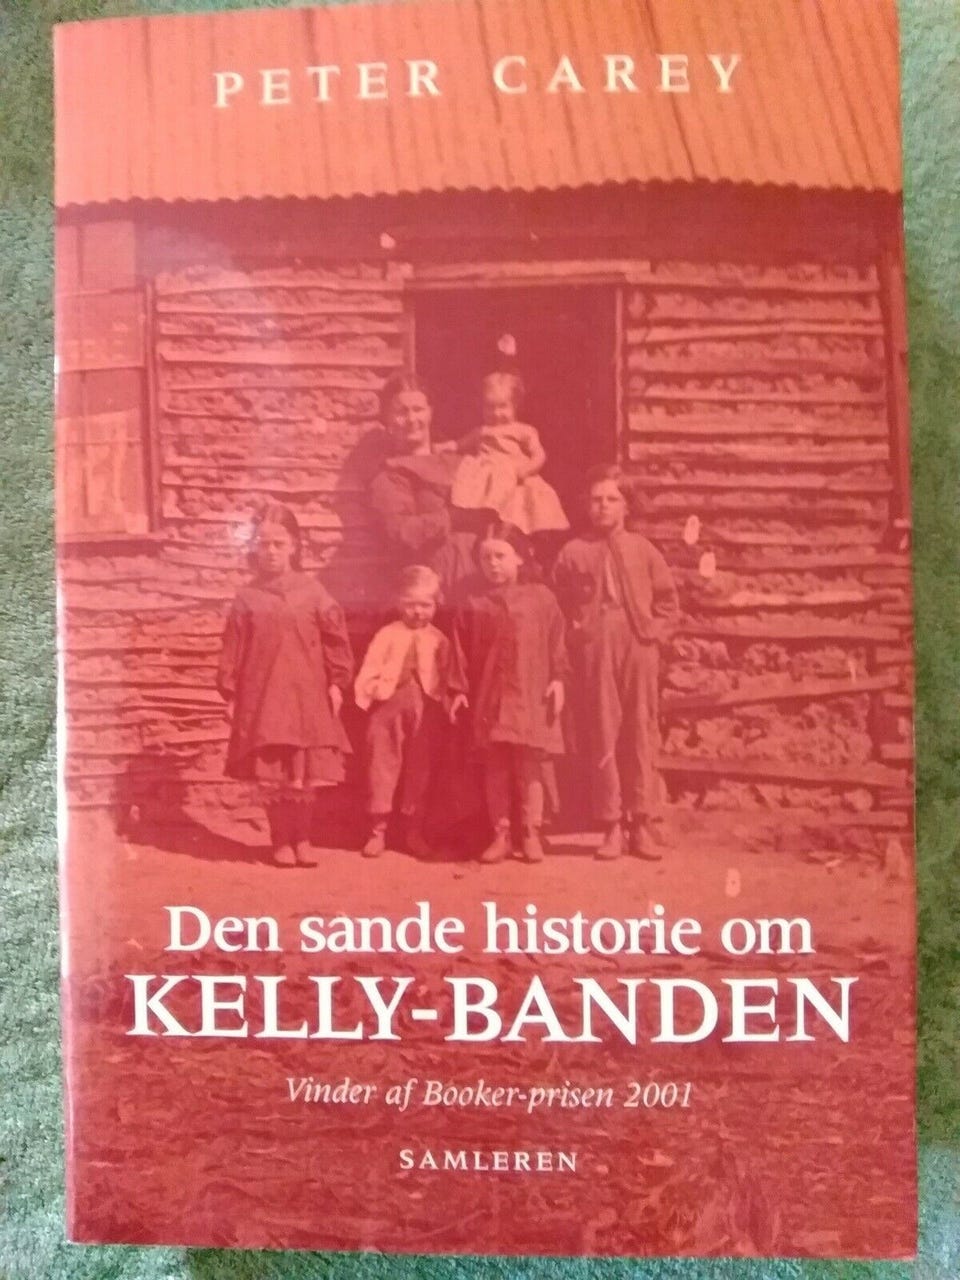 PETER CAREY
Den sande historie om
KELLY-BANDEN
Vinder af Booker-prisen 2001
SAMLEREN